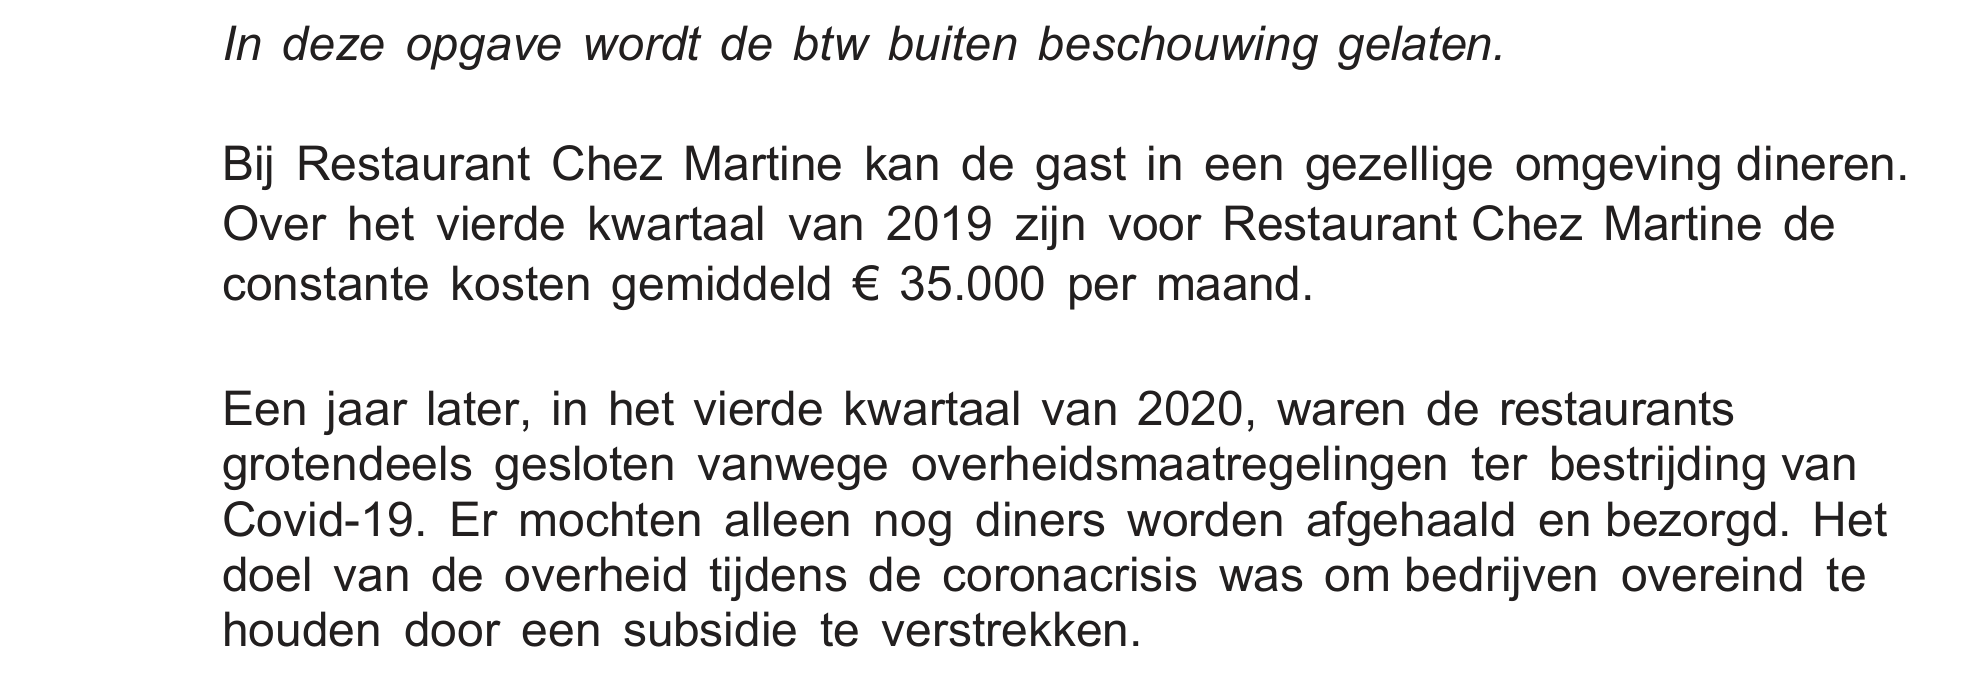 In deze opgave wordt de btw buiten beschouwing gelaten.
Bij Restaurant Chez Martine kan de gast in een gezellige omgeving dineren.
Over het vierde kwartaal van 2019 zijn voor Restaurant Chez Martine de
constante kosten gemiddeld € 35.000 per maand.
Een jaar later, in het vierde kwartaal van 2020, waren de restaurants
grotendeels gesloten vanwege overheidsmaatregelingen ter bestrijding van
Covid-19. Er mochten alleen nog diners worden afgehaald en bezorgd. Het
doel van de overheid tijdens de coronacrisis was om bedrijven overeind te
houden door een subsidie te verstrekken.